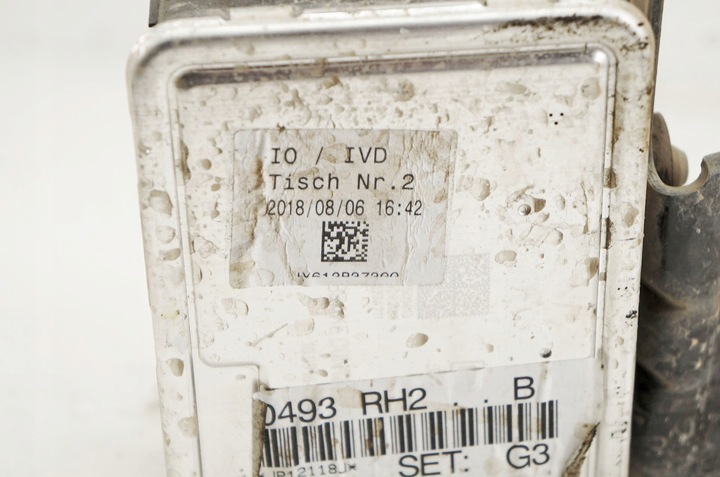 IO / IVD
Tisch Nr.2
2018/08/06 16:42
0493 RH2 . . B
SET: G3